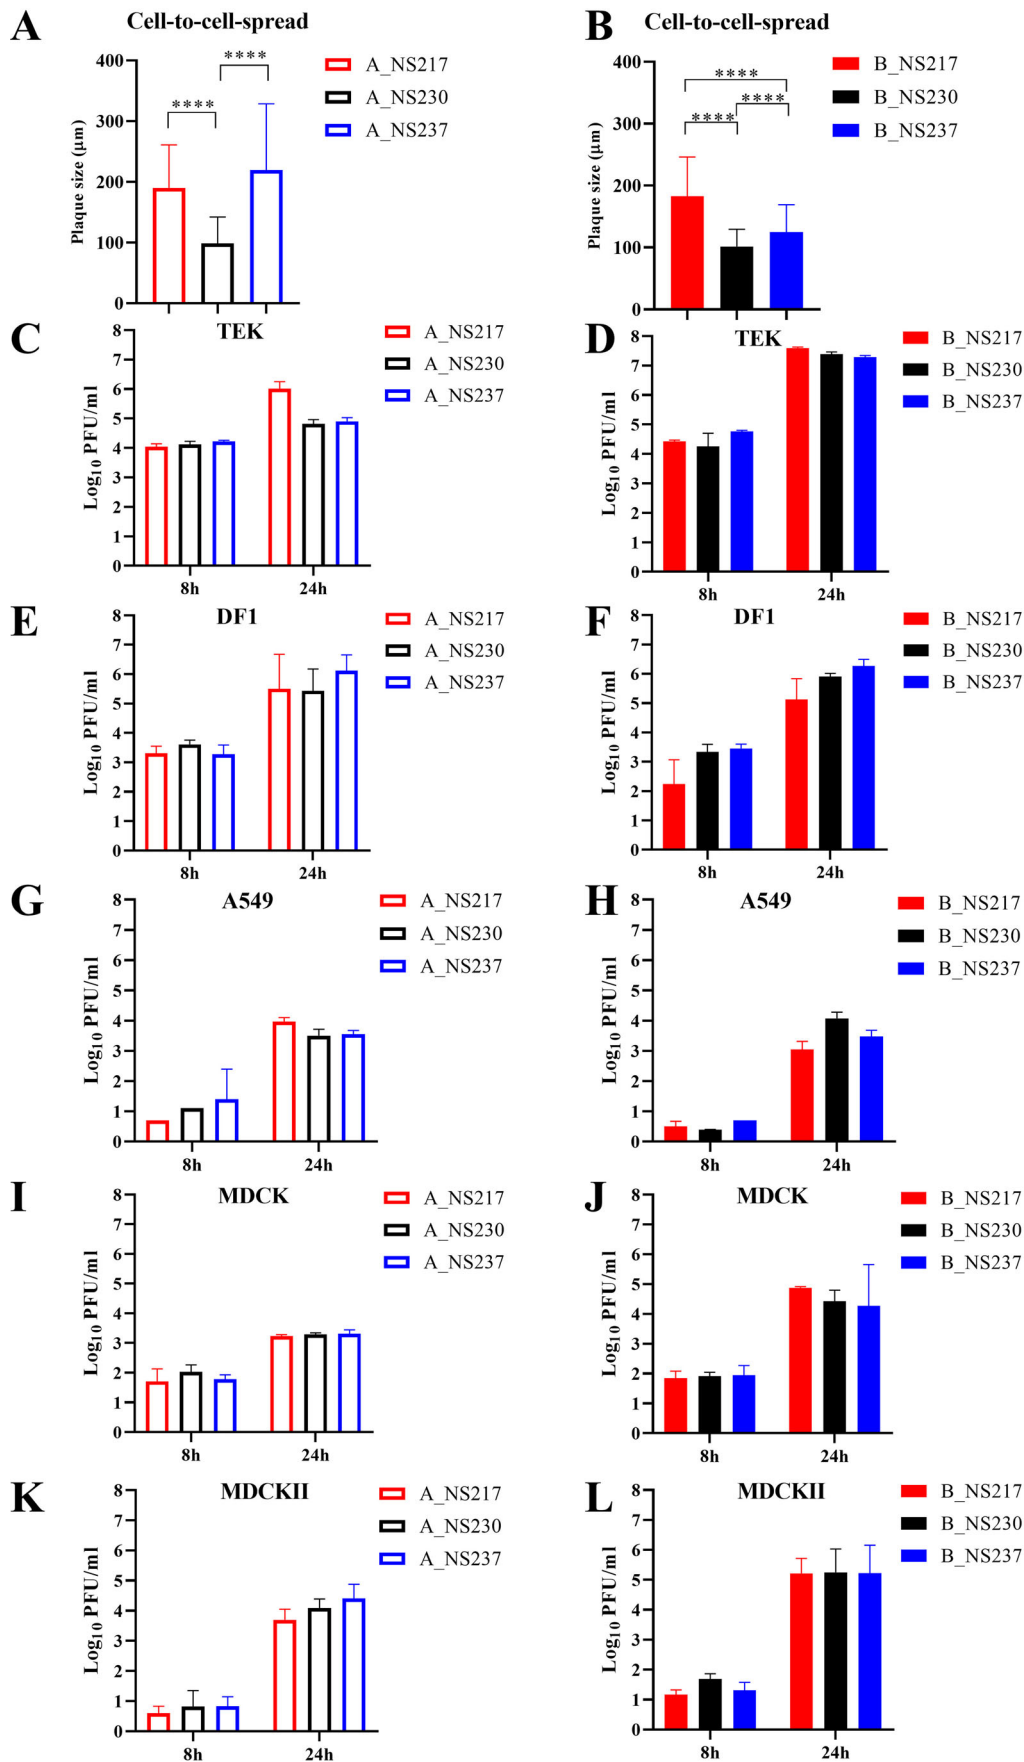 A
Cell-to-cell-spread
Plaque size (μm)
400
300
200
100
0
****
****
A_NS217
A_NS230
A_NS237
B
Cell-to-cell-spread
Plaque size (μm)
400
300
200
100
0
****
****
****
B_NS217
B_NS230
B_NS237
C
TEK
Log10 PFU/ml
8
7
6
5
4
3
2
1
0
8h
24h
A_NS217
A_NS230
A_NS237
D
TEK
Log10 PFU/ml
8
7
6
5
4
3
2
1
0
8h
24h
B_NS217
B_NS230
B_NS237
E
DF1
Log10 PFU/ml
8
7
6
5
4
3
2
1
0
8h
24h
A_NS217
A_NS230
A_NS237
F
DF1
Log10 PFU/ml
8
7
6
5
4
3
2
1
0
8h
24h
B_NS217
B_NS230
B_NS237
G
A549
Log10 PFU/ml
8
7
6
5
4
3
2
1
0
8h
24h
A_NS217
A_NS230
A_NS237
H
A549
Log10 PFU/ml
8
7
6
5
4
3
2
1
0
8h
24h
B_NS217
B_NS230
B_NS237
I
MDCK
Log10 PFU/ml
8
7
6
5
4
3
2
1
0
8h
24h
A_NS217
A_NS230
A_NS237
J
MDCK
Log10 PFU/ml
8
7
6
5
4
3
2
1
0
8h
24h
B_NS217
B_NS230
B_NS237
K
MDCKII
Log10 PFU/ml
8
7
6
5
4
3
2
1
0
8h
24h
A_NS217
A_NS230
A_NS237
L
MDCKII
Log10 PFU/ml
8
7
6
5
4
3
2
1
0
8h
24h
B_NS217
B_NS230
B_NS237